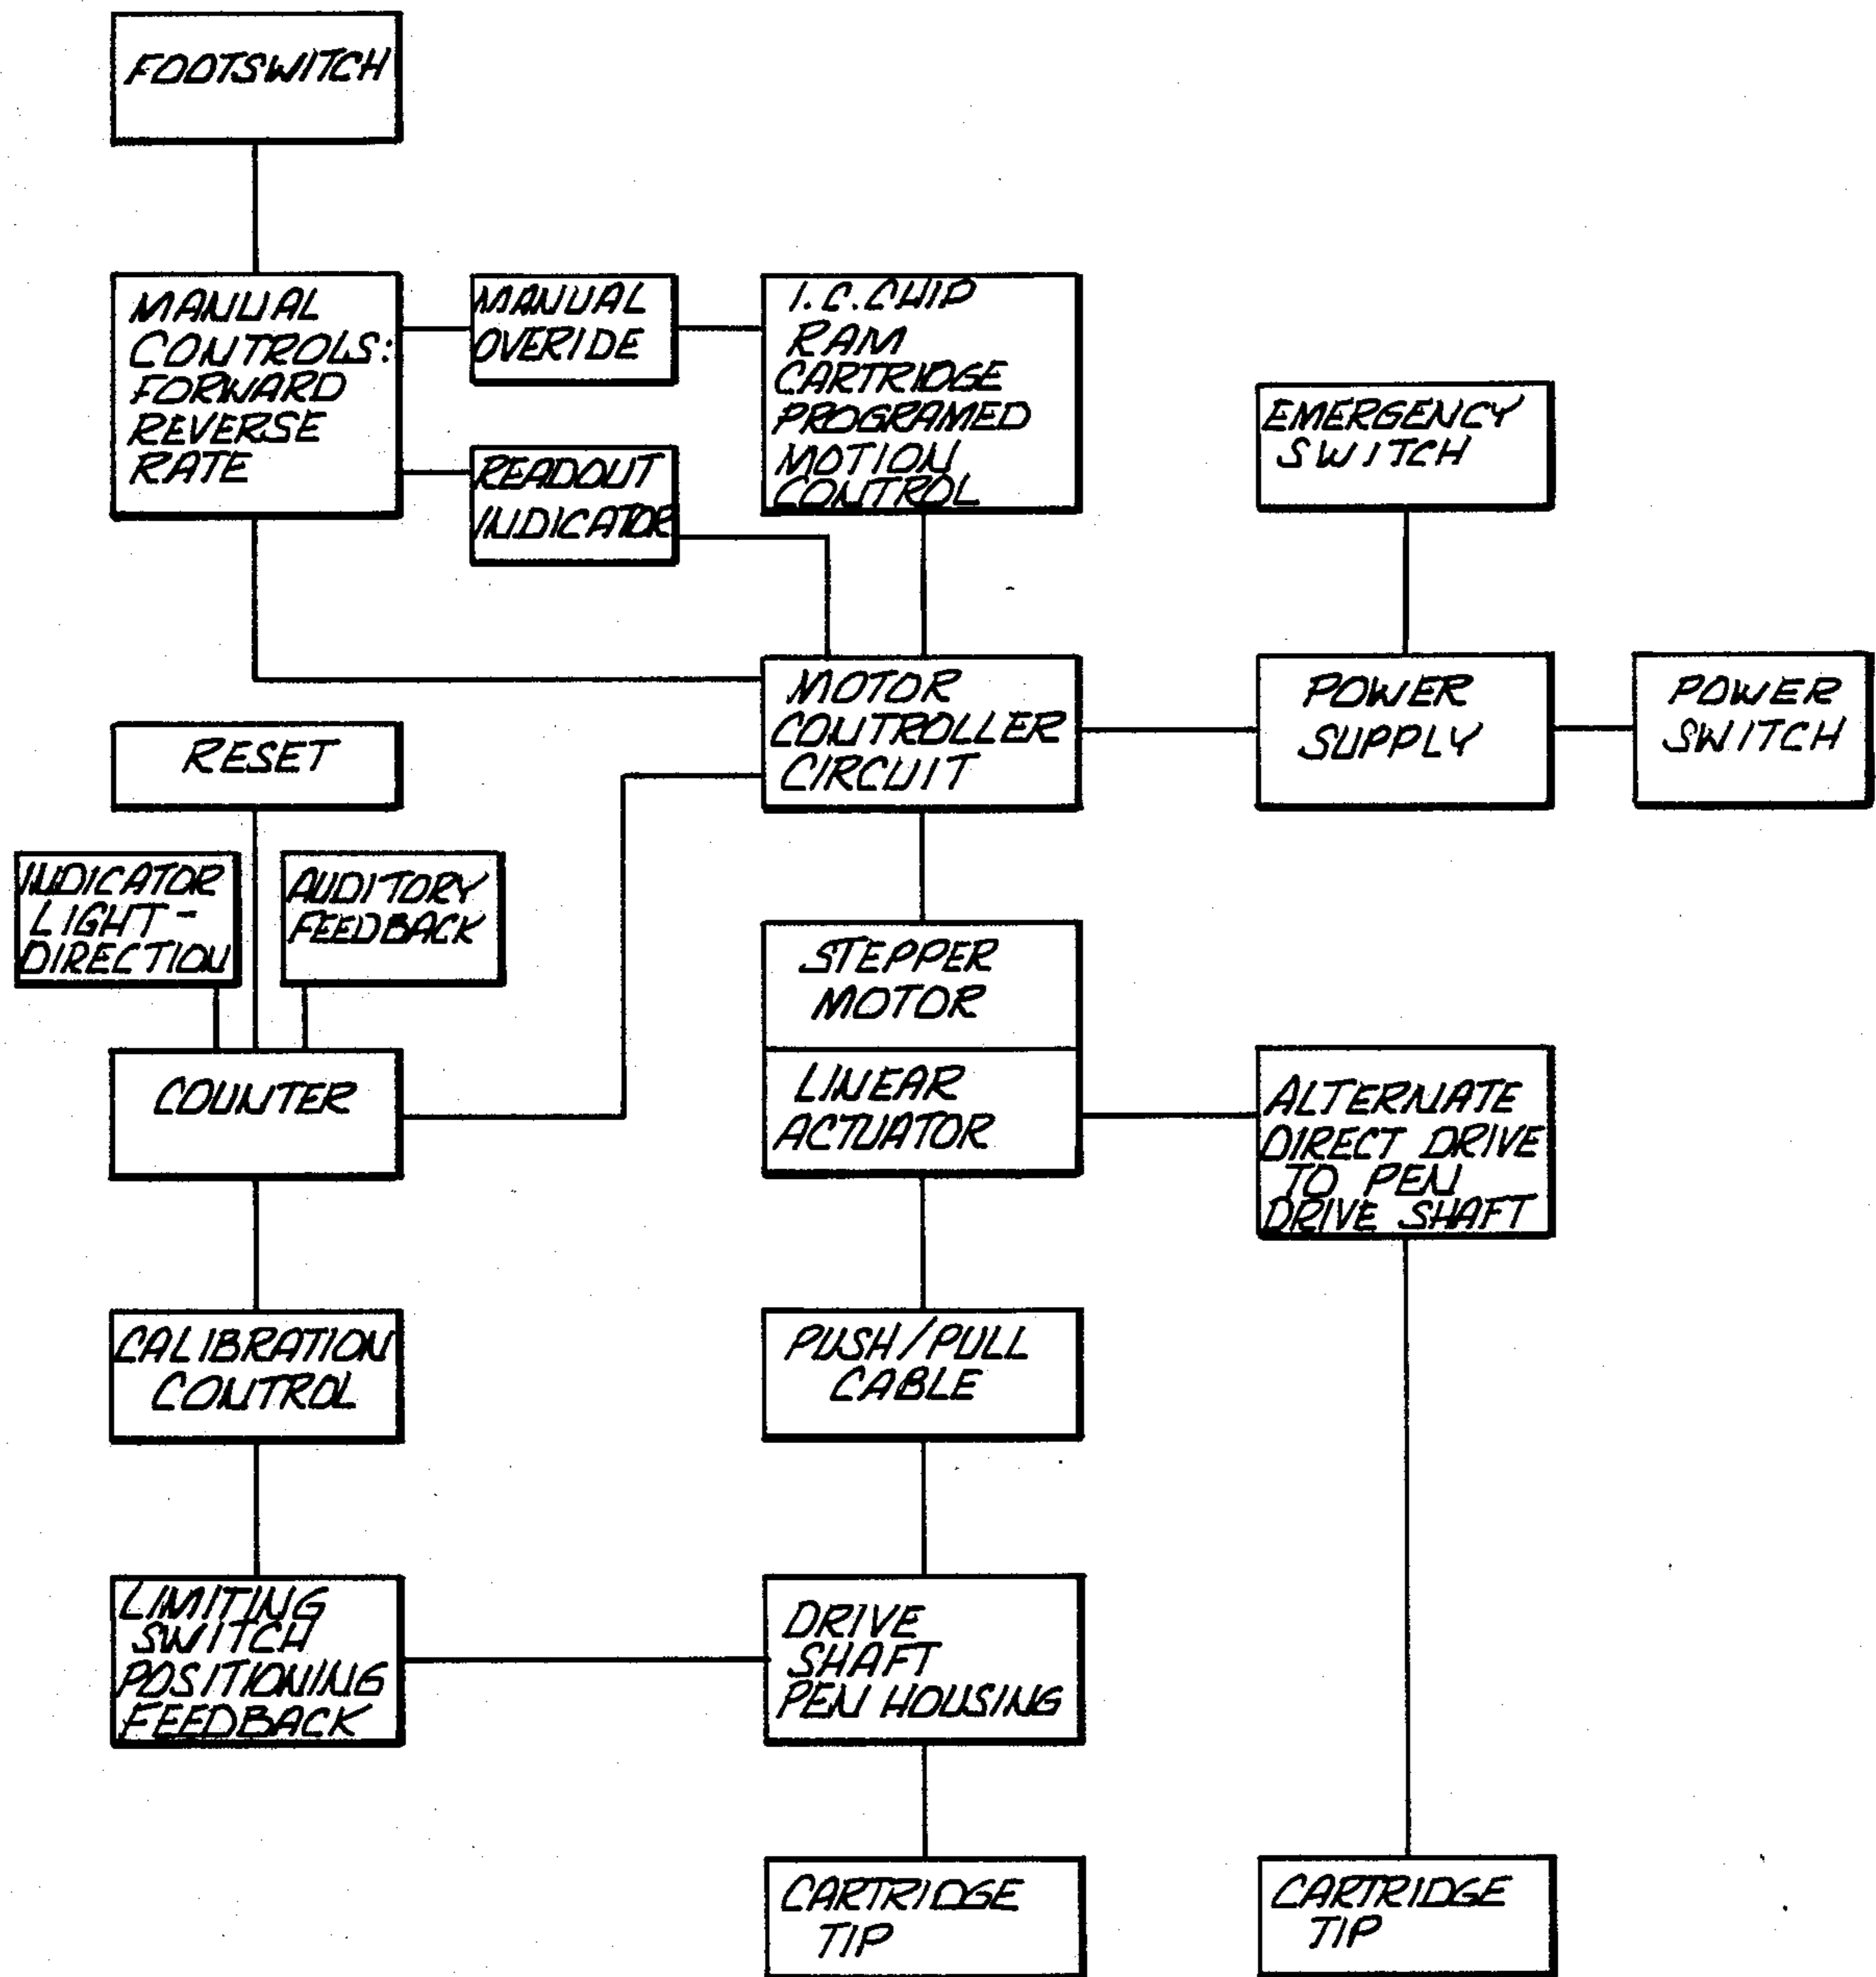 FOOTSWITCH
MANUAL
CONTROLS:
FORWARD
REVERSE
RATE
MANUAL
OVERIDE
I.C. CHIP
RAM
CARTRIDGE
PROGRAMED
MOTION
CONTROL
READOUT
INDICATOR
EMERGENCY
SWITCH
MOTOR
CONTROLLER
CIRCUIT
POWER
SUPPLY
POWER
SWITCH
RESET
INDICATOR
LIGHT -
DIRECTION
AUDITORY
FEEDBACK
COUNTER
STEPPER
MOTOR
LINEAR
ACTUATOR
ALTERNATE
DIRECT DRIVE
TO PEN
DRIVE SHAFT
CALIBRATION
CONTROL
PUSH/PULL
CABLE
LIMITING
SWITCH
POSITIONING
FEEDBACK
DRIVE
SHAFT
PEN HOUSING
CARTRIDGE
TIP
CARTRIDGE
TIP